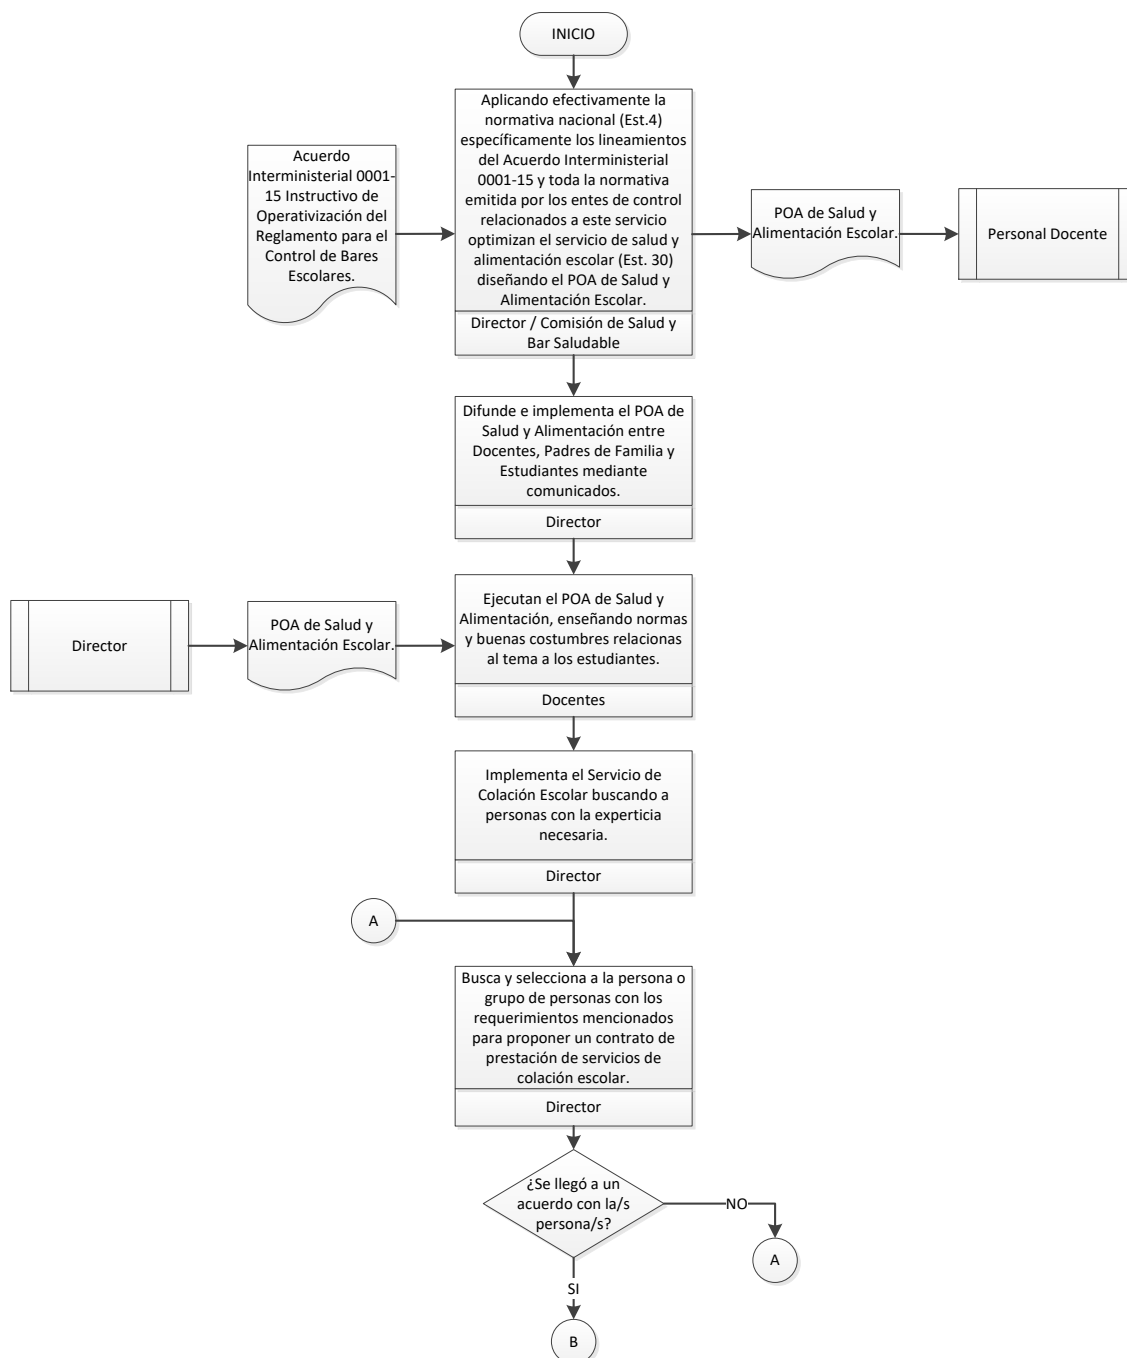 INICIO
Aplicando efectivamente la
normativa nacional (Est.4)
específicamente los lineamientos
del Acuerdo Interministerial
0001-15 y toda la normativa
emitida por los entes de control
relacionados a este servicio
optimizan el servicio de salud y
alimentación escolar (Est. 30)
diseñando el POA de Salud y
Alimentación Escolar.
Director / Comisión de Salud y
Bar Saludable
Acuerdo
Interministerial 0001-
15 Instructivo de
Operativización del
Reglamento para el
Control de Bares
Escolares.
POA de Salud y
Alimentación Escolar.
Personal Docente
Difunde e implementa el POA de
Salud y Alimentación entre
Docentes, Padres de Familia y
Estudiantes mediante
comunicados.
Director
Director
POA de Salud y
Alimentación Escolar.
Ejecutan el POA de Salud y
Alimentación, enseñando normas
y buenas costumbres relacionas
al tema a los estudiantes.
Docentes
Implementa el Servicio de
Colación Escolar buscando a
personas con la experticia
necesaria.
Director
A
Busca y selecciona a la persona o
grupo de personas con los
requerimientos mencionados
para proponer un contrato de
prestación de servicios de
colación escolar.
Director
¿Se llegó a un
acuerdo con la/s
persona/s?
NO
A
SI
B